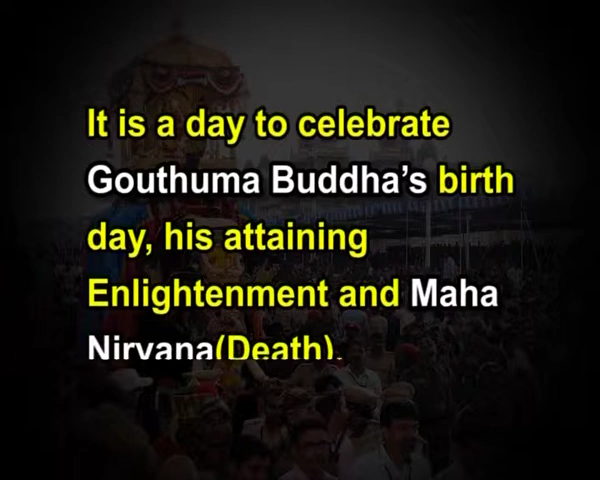 It is a day to celebrate
Gouthuma Buddha’s birth
day, his attaining
Enlightenment and Maha
Nirvana(Death).